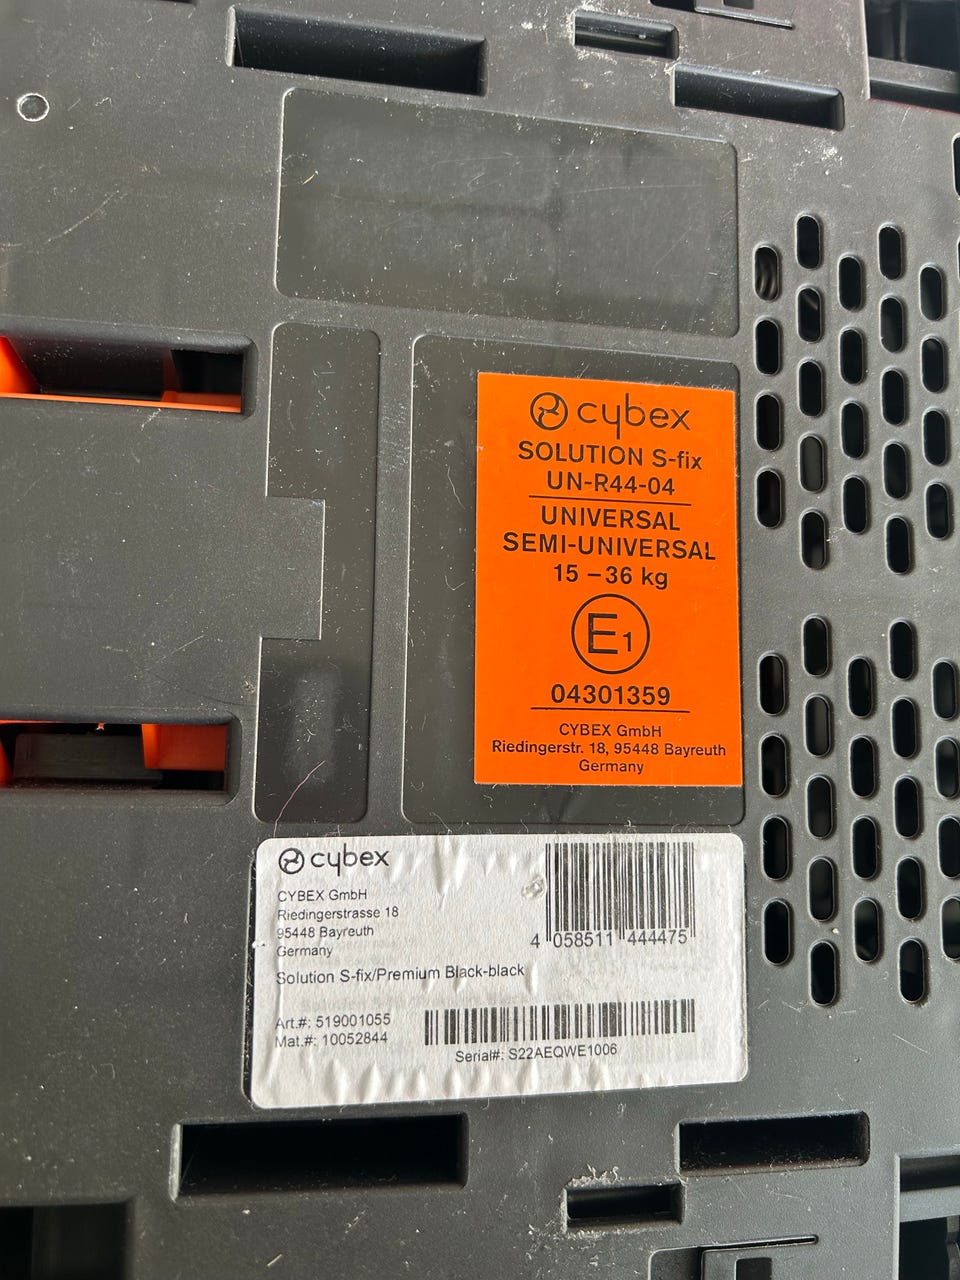 cybex
SOLUTION S-fix
UN-R44-04
UNIVERSAL
SEMI-UNIVERSAL
15 – 36 kg
E1
04301359
CYBEX GmbH
Riedingerstr. 18, 95448 Bayreuth
Germany
cybex
CYBEX GmbH
Riedingerstrasse 18
95448 Bayreuth
Germany
4 058511 444475
Solution S-fix/Premium Black-black
Art.#: 519001055
Mat.#: 10052844
Serial#: S22AEQWE1006